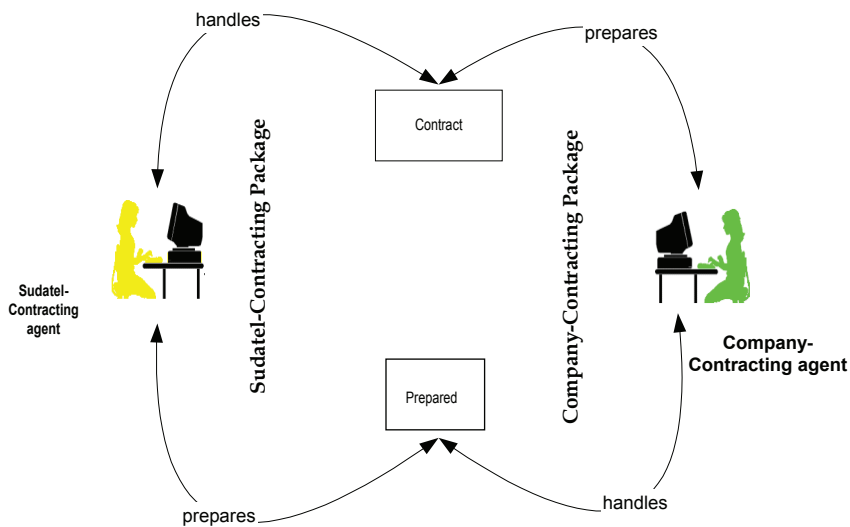 handles
prepares
Contract
Sudatel-Contracting Package
Company-Contracting Package
Sudatel-
Contracting
agent
Company-
Contracting agent
Prepared
prepares
handles